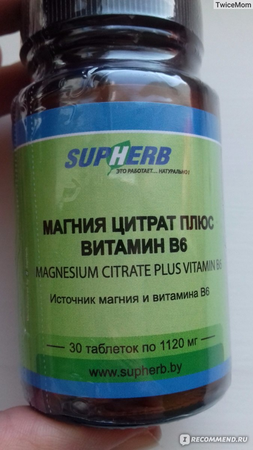 TwiceMom
SUPHERB
ЭТО РАБОТАЕТ... НАТУРАЛЬНО!
МАГНИЯ ЦИТРАТ ПЛЮС
ВИТАМИН В6
MAGNESIUM CITRATE PLUS VITAMIN B6
Источник магния и витамина В6
30 таблеток по 1120 мг
www.supherb.by
IRECOMMEND.RU